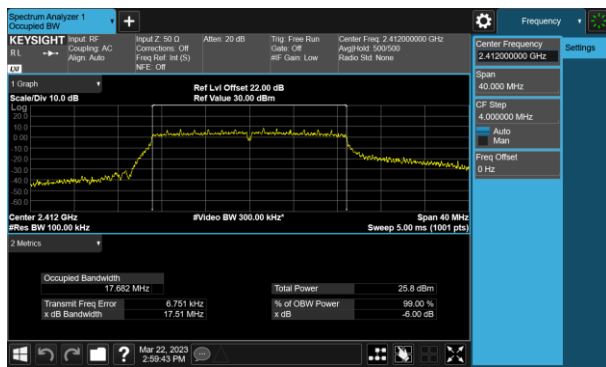 Spectrum Analyzer 1
Occupied BW
Frequency
KEYSIGHT
RL
Input: RF
Coupling: AC
Align: Auto
Input Z: 50 Ω
Corrections: Off
Freq Ref: Int (S)
NFE: Off
Atten: 20 dB
Trig: Free Run
Gate: Off
#IF Gain: Low
Center Freq: 2.412000000 GHz
Avg|Hold: 500/500
Radio Std: None
Center Frequency
2.412000000 GHz
Settings
Span
40.000 MHz
CF Step
4.000000 MHz
Auto
Man
Freq Offset
0 Hz
1 Graph
Scale/Div 10.0 dB
Ref Lvl Offset 22.00 dB
Ref Value 30.00 dBm
Log
20.0
10.0
0.00
-10.0
-20.0
-30.0
-40.0
-50.0
-60.0
Center 2.412 GHz
#Video BW 300.00 kHz*
Span 40 MHz
#Res BW 100.00 kHz
Sweep 5.00 ms (1001 pts)
2 Metrics
Occupied Bandwidth
17.682 MHz
Total Power
25.8 dBm
Transmit Freq Error
6.751 kHz
% of OBW Power
99.00 %
x dB Bandwidth
17.51 MHz
x dB
-6.00 dB
?
Mar 22, 2023
2:59:43 PM